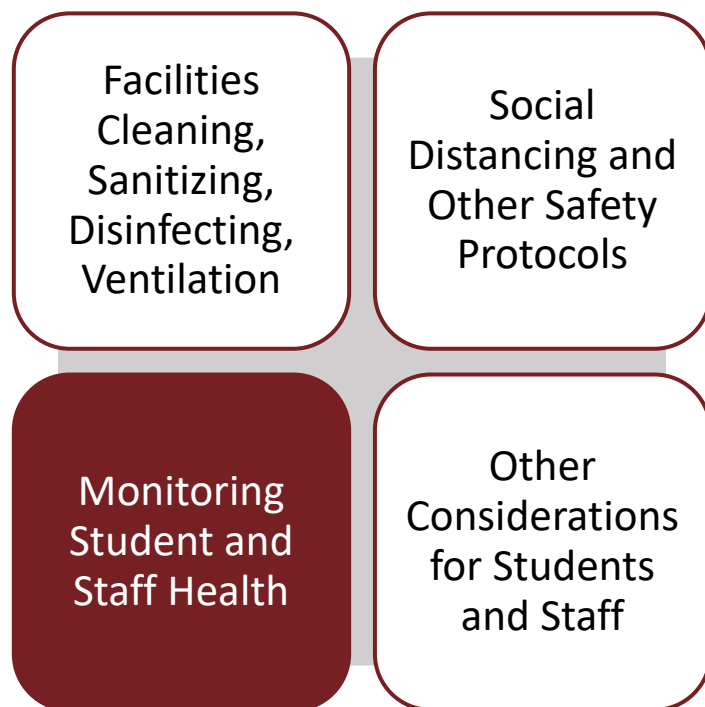 Facilities
Cleaning,
Sanitizing,
Disinfecting,
Ventilation
Social
Distancing and
Other Safety
Protocols
Monitoring
Student and
Staff Health
Other
Considerations
for Students
and Staff